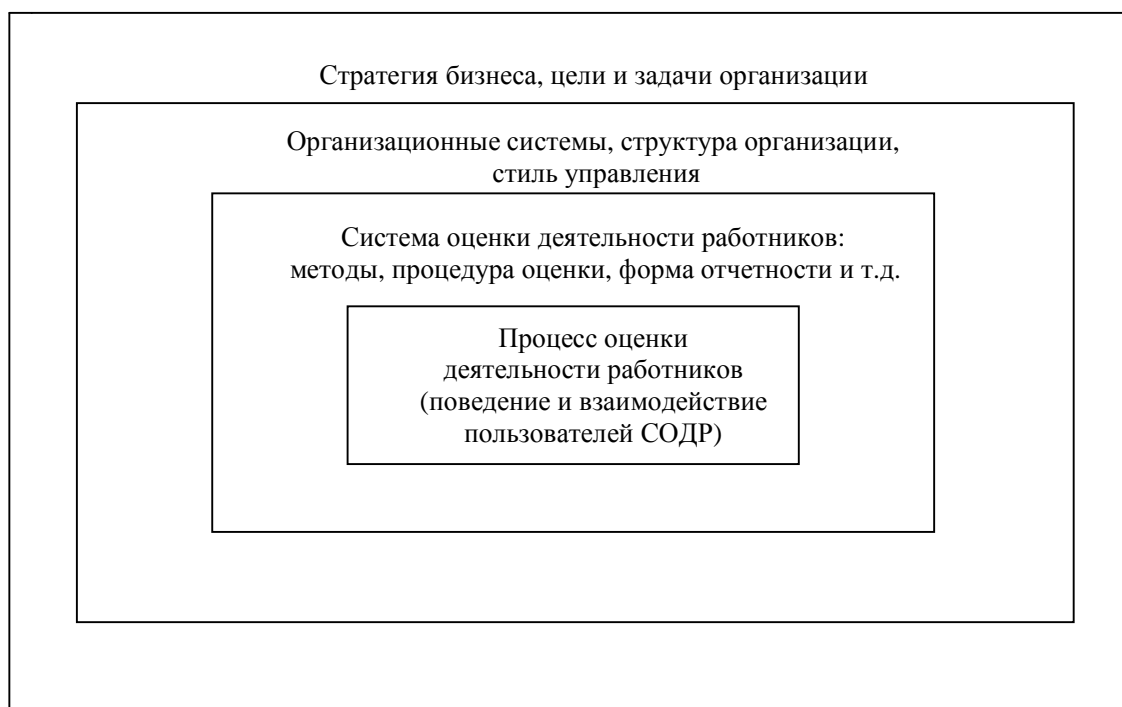 Стратегия бизнеса, цели и задачи организации
Организационные системы, структура организации,
стиль управления
Система оценки деятельности работников:
методы, процедура оценки, форма отчетности и т.д.
Процесс оценки
деятельности работников
(поведение и взаимодействие
пользователей СОДР)